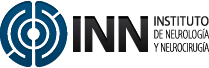 INN INSTITUTO
DE NEUROLOGÍA
Y NEUROCIRUGÍA